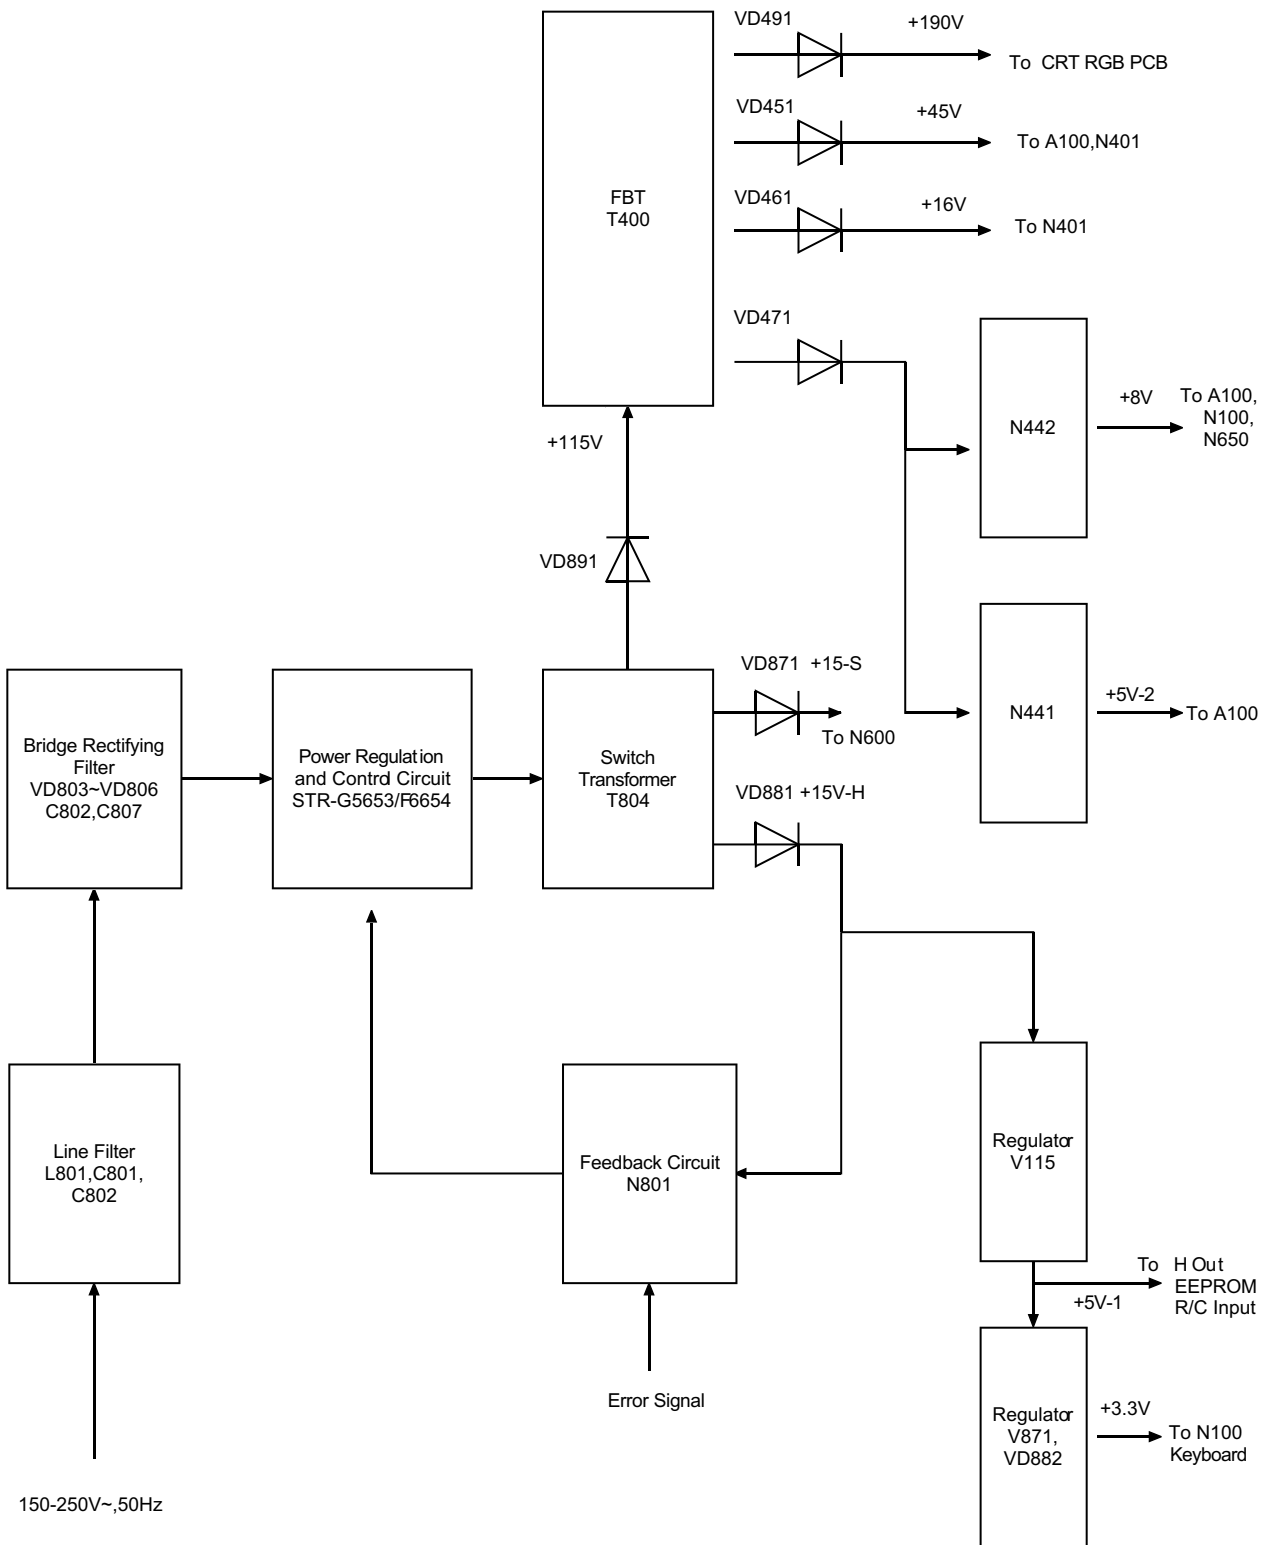 VD491
+190V
To CRT RGB PCB
VD451
+45V
To A100,N401
FBT
T400
VD461
+16V
To N401
VD471
N442
+8V
To A100,
N100,
N650
+115V
VD891
N441
+5V-2
To A100
VD871 +15-S
To N600
Bridge Rectifying
Filter
VD803~VD806
C802,C807
Power Regulation
and Control Circuit
STR-G5653/F6654
Switch
Transformer
T804
VD881 +15V-H
Line Filter
L801,C801,
C802
Feedback Circuit
N801
Regulator
V115
To H Out
EEPROM
R/C Input
+5V-1
Error Signal
Regulator
V871,
VD882
+3.3V
To N100
Keyboard
150-250V~,50Hz